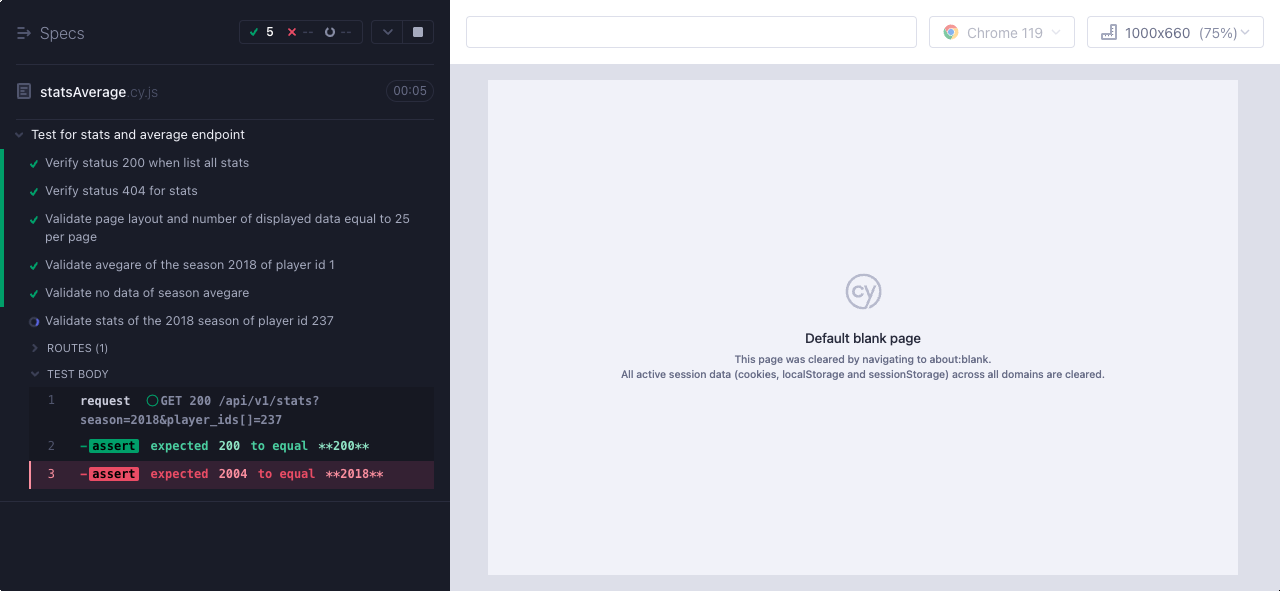 Specs
5 -- --
statsAverage.cy.js
00:05
Test for stats and average endpoint
Verify status 200 when list all stats
Verify status 404 for stats
Validate page layout and number of displayed data equal to 25
per page
Validate avegare of the season 2018 of player id 1
Validate no data of season avegare
Validate stats of the 2018 season of player id 237
ROUTES (1)
TEST BODY
1 request GET 200 /api/v1/stats?
season=2018&player_ids[]=237
2 -assert expected 200 to equal **200**
3 -assert expected 2004 to equal **2018**
Chrome 119
1000x660 (75%)
cy
Default blank page
This page was cleared by navigating to about:blank.
All active session data (cookies, localStorage and sessionStorage) across all domains are cleared.